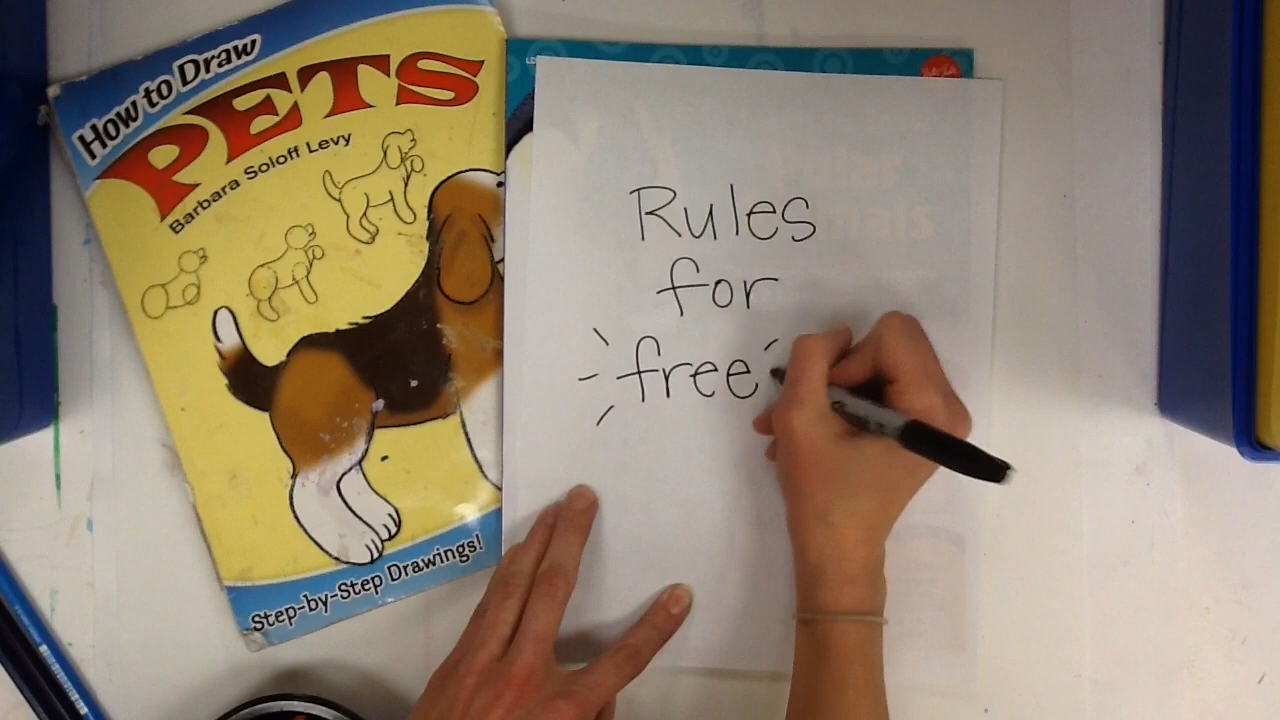 How to Draw
PETS
Barbara Soloff Levy
Step-by-Step Drawings!
Rules
for
free